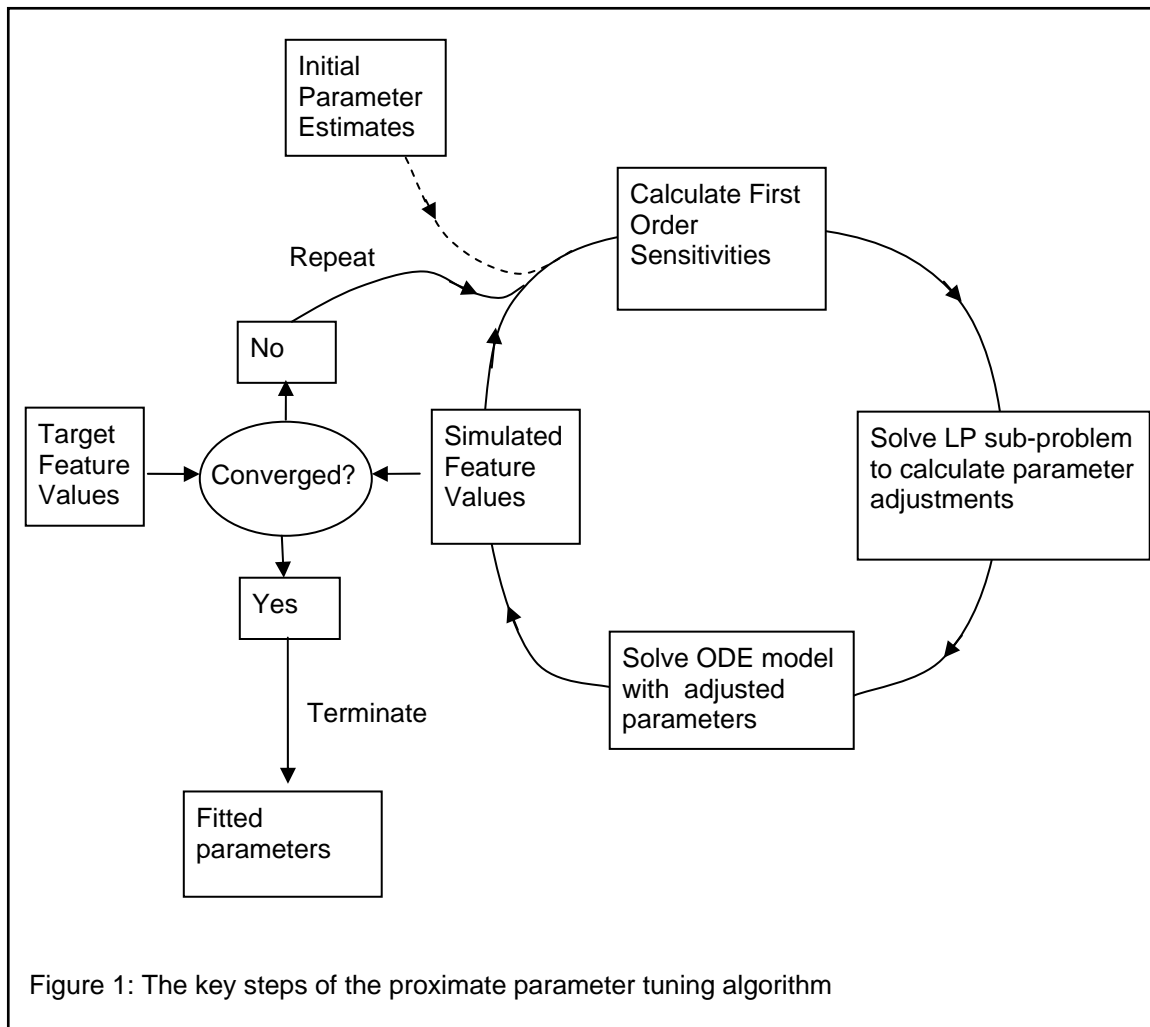 Initial
Parameter
Estimates
Calculate First
Order
Sensitivities
Repeat
No
Target
Feature
Values
Converged?
Simulated
Feature
Values
Solve LP sub-problem
to calculate parameter
adjustments
Yes
Solve ODE model
with adjusted
parameters
Terminate
Fitted
parameters
Figure 1: The key steps of the proximate parameter tuning algorithm